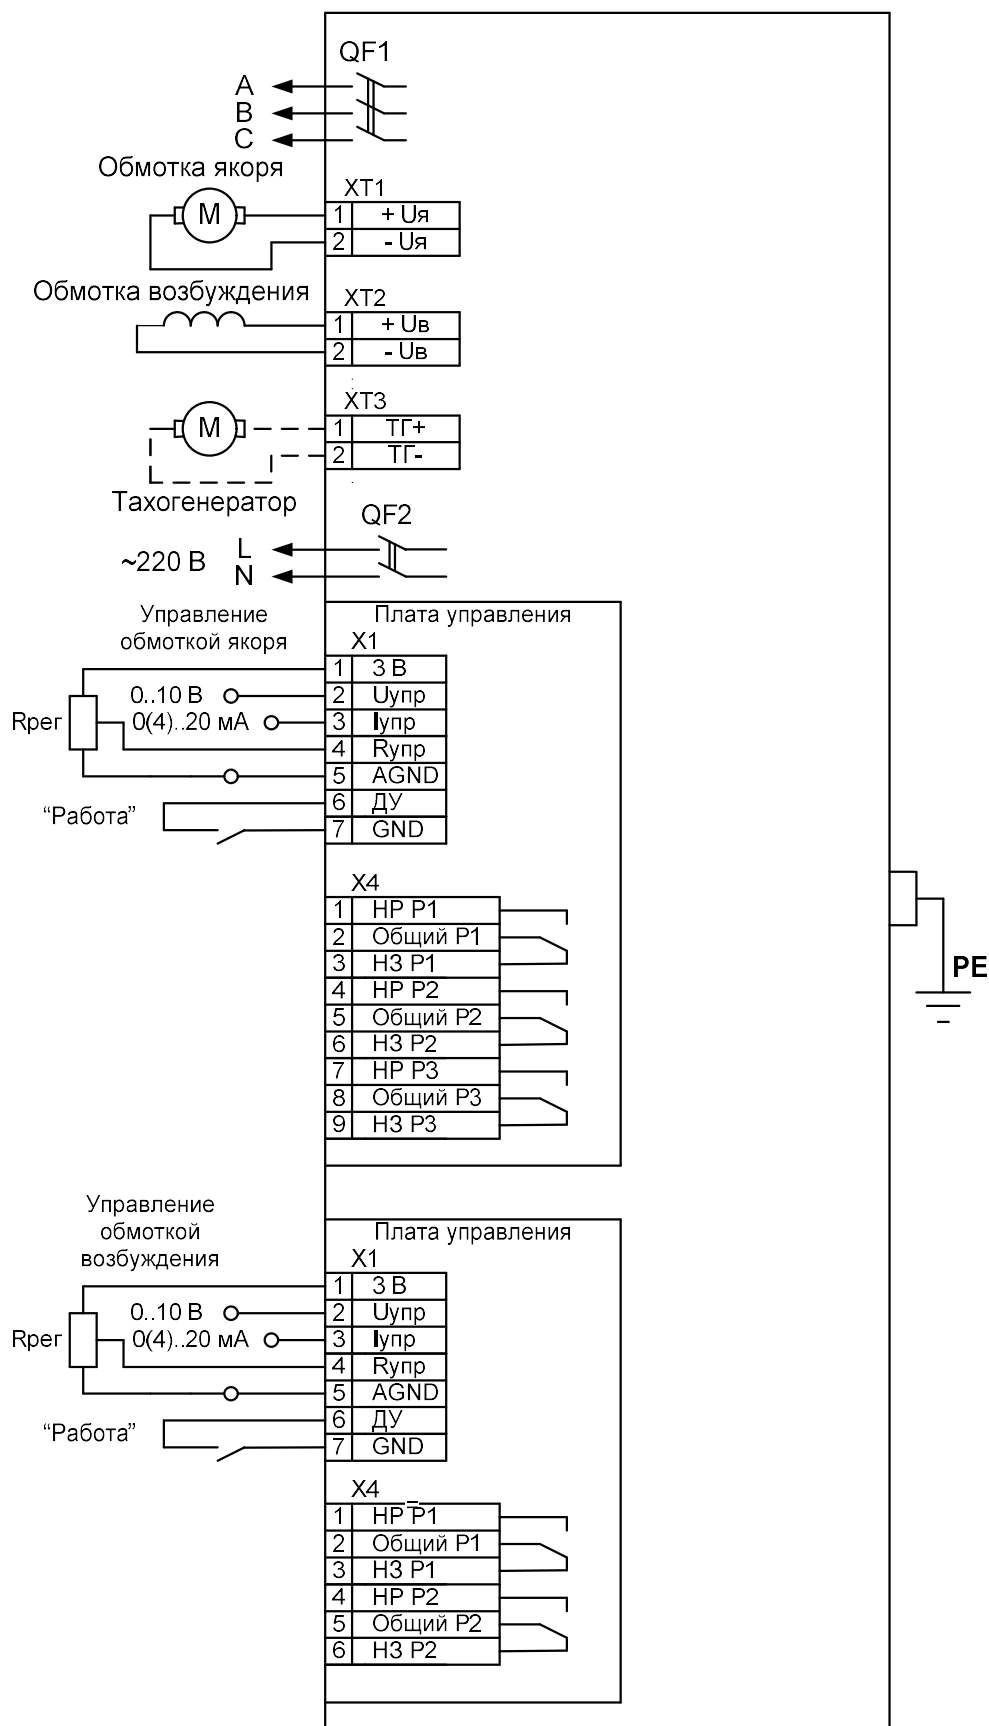 QF1
A
B
C
Обмотка якоря
M
XT1
1 + Uя
2 - Uя
Обмотка возбуждения
XT2
1 + Uв
2 - Uв
XT3
M
1 ТГ+
2 ТГ-
Тахогенератор
QF2
~220 В
L
N
Управление
обмоткой якоря
Плата управления
X1
1 3 В
0..10 В 2 Uупр
Rрег 0(4)..20 мА 3 Iупр
4 Rупр
5 AGND
“Работа” 6 ДУ
7 GND
X4
1 НР Р1
2 Общий Р1
3 НЗ Р1
4 НР Р2
5 Общий Р2
6 НЗ Р2
7 НР Р3
8 Общий Р3
9 НЗ Р3
PE
Управление
обмоткой
возбуждения
Плата управления
X1
1 3 В
0..10 В 2 Uупр
Rрег 0(4)..20 мА 3 Iупр
4 Rупр
5 AGND
“Работа” 6 ДУ
7 GND
X4
1 НР Р1
2 Общий Р1
3 НЗ Р1
4 НР Р2
5 Общий Р2
6 НЗ Р2